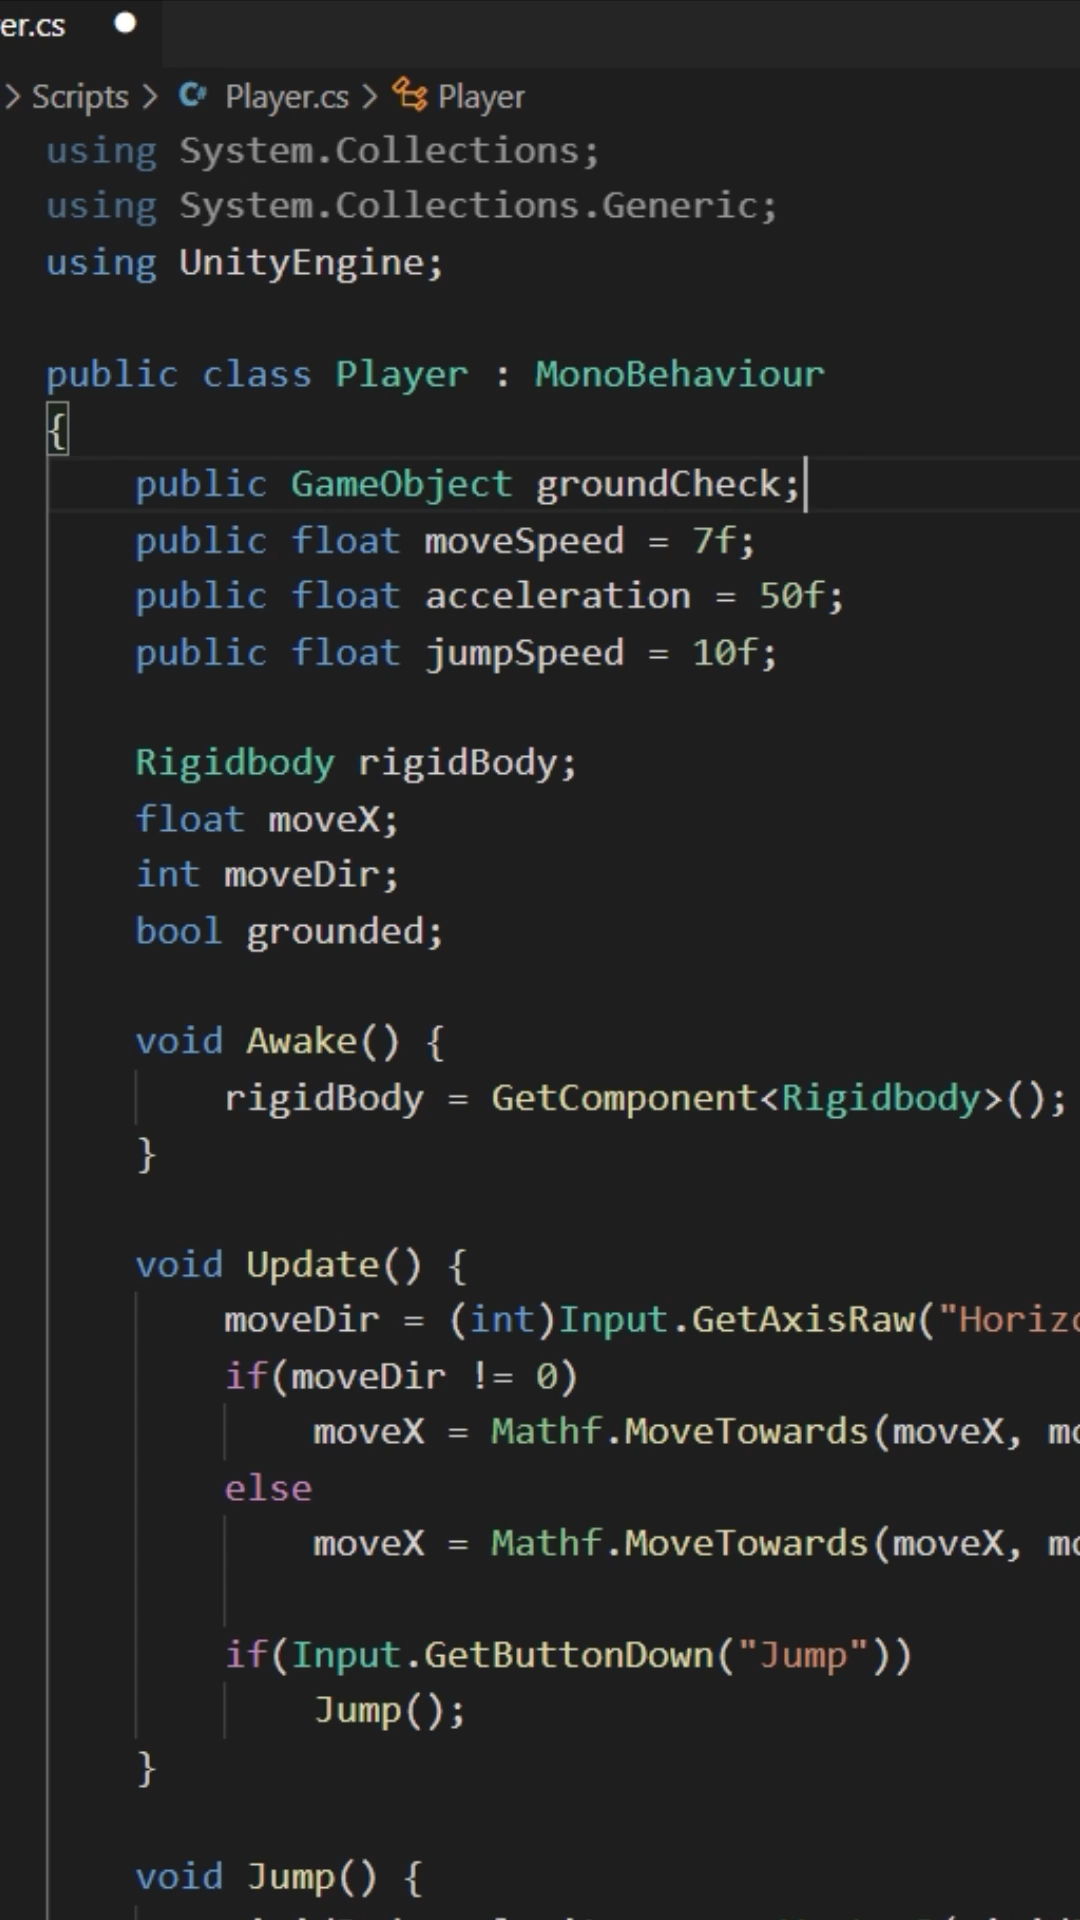 er.cs
> Scripts > C# Player.cs > Player
using System.Collections;
using System.Collections.Generic;
using UnityEngine;
public class Player : MonoBehaviour
{
public GameObject groundCheck;
public float moveSpeed = 7f;
public float acceleration = 50f;
public float jumpSpeed = 10f;
Rigidbody rigidBody;
float moveX;
int moveDir;
bool grounded;
void Awake() {
rigidBody = GetComponent<Rigidbody>();
}
void Update() {
moveDir = (int)Input.GetAxisRaw("Horiz
if(moveDir != 0)
moveX = Mathf.MoveTowards(moveX, m
else
moveX = Mathf.MoveTowards(moveX, m
if(Input.GetButtonDown("Jump"))
Jump();
}
void Jump() {